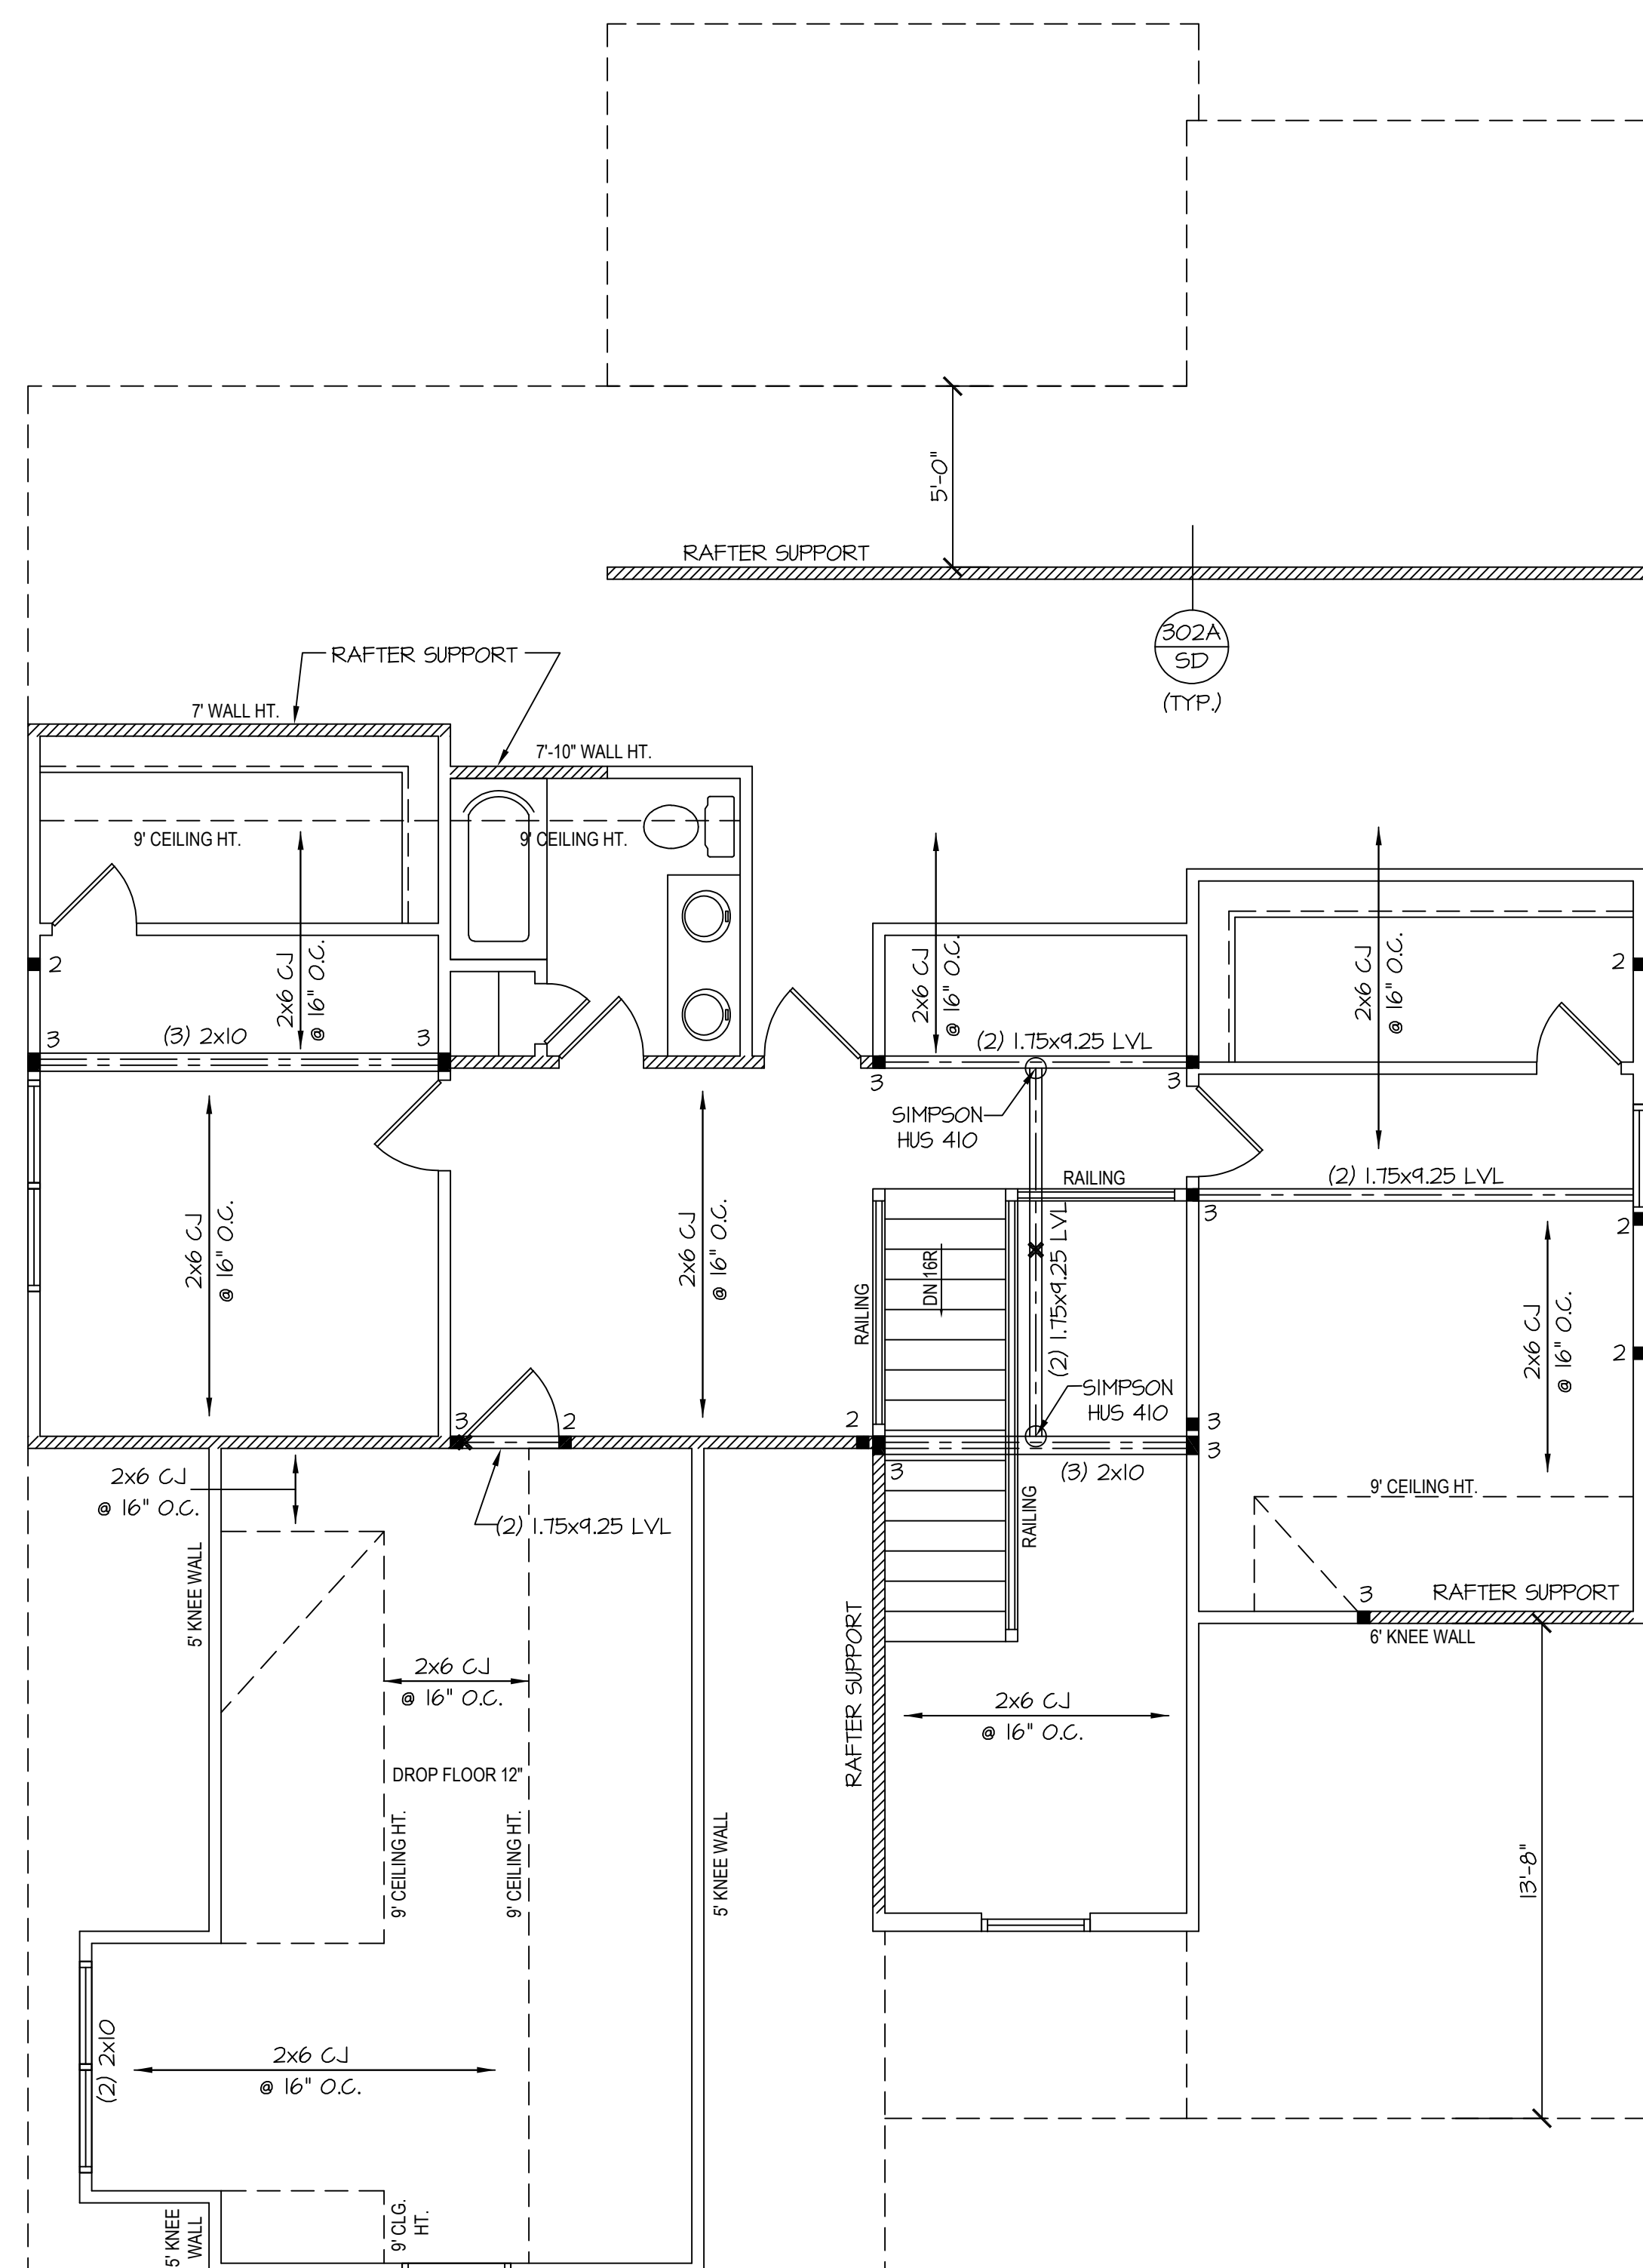 5'-0"
RAFTER SUPPORT
302A
SD
(TYP.)
RAFTER SUPPORT
7' WALL HT.
7'-10" WALL HT.
9' CEILING HT.
9' CEILING HT.
2
2x6 CJ
@ 16" O.C.
2x6 CJ
@ 16" O.C.
2x6 CJ
@ 16" O.C.
2
3
(3) 2x10
3
(2) 1.75x9.25 LVL
3
3
SIMPSON
HUS 410
RAILING
(2) 1.75x9.25 LVL
3
2
2x6 CJ
@ 16" O.C.
2x6 CJ
@ 16" O.C.
RAILING
DN 16R
(2) 1.75x9.25 LVL
2x6 CJ
@ 16" O.C.
2
SIMPSON
HUS 410
3
2
2
3
3
3
(3) 2x10
2x6 CJ
@ 16" O.C.
(2) 1.75x9.25 LVL
9' CEILING HT.
RAILING
5' KNEE WALL
3
RAFTER SUPPORT
6' KNEE WALL
2x6 CJ
@ 16" O.C.
RAFTER SUPPORT
2x6 CJ
@ 16" O.C.
DROP FLOOR 12"
9' CEILING HT.
9' CEILING HT.
5' KNEE WALL
13'-8"
(2) 2x10
2x6 CJ
@ 16" O.C.
5' KNEE
WALL
9' CLG.
HT.